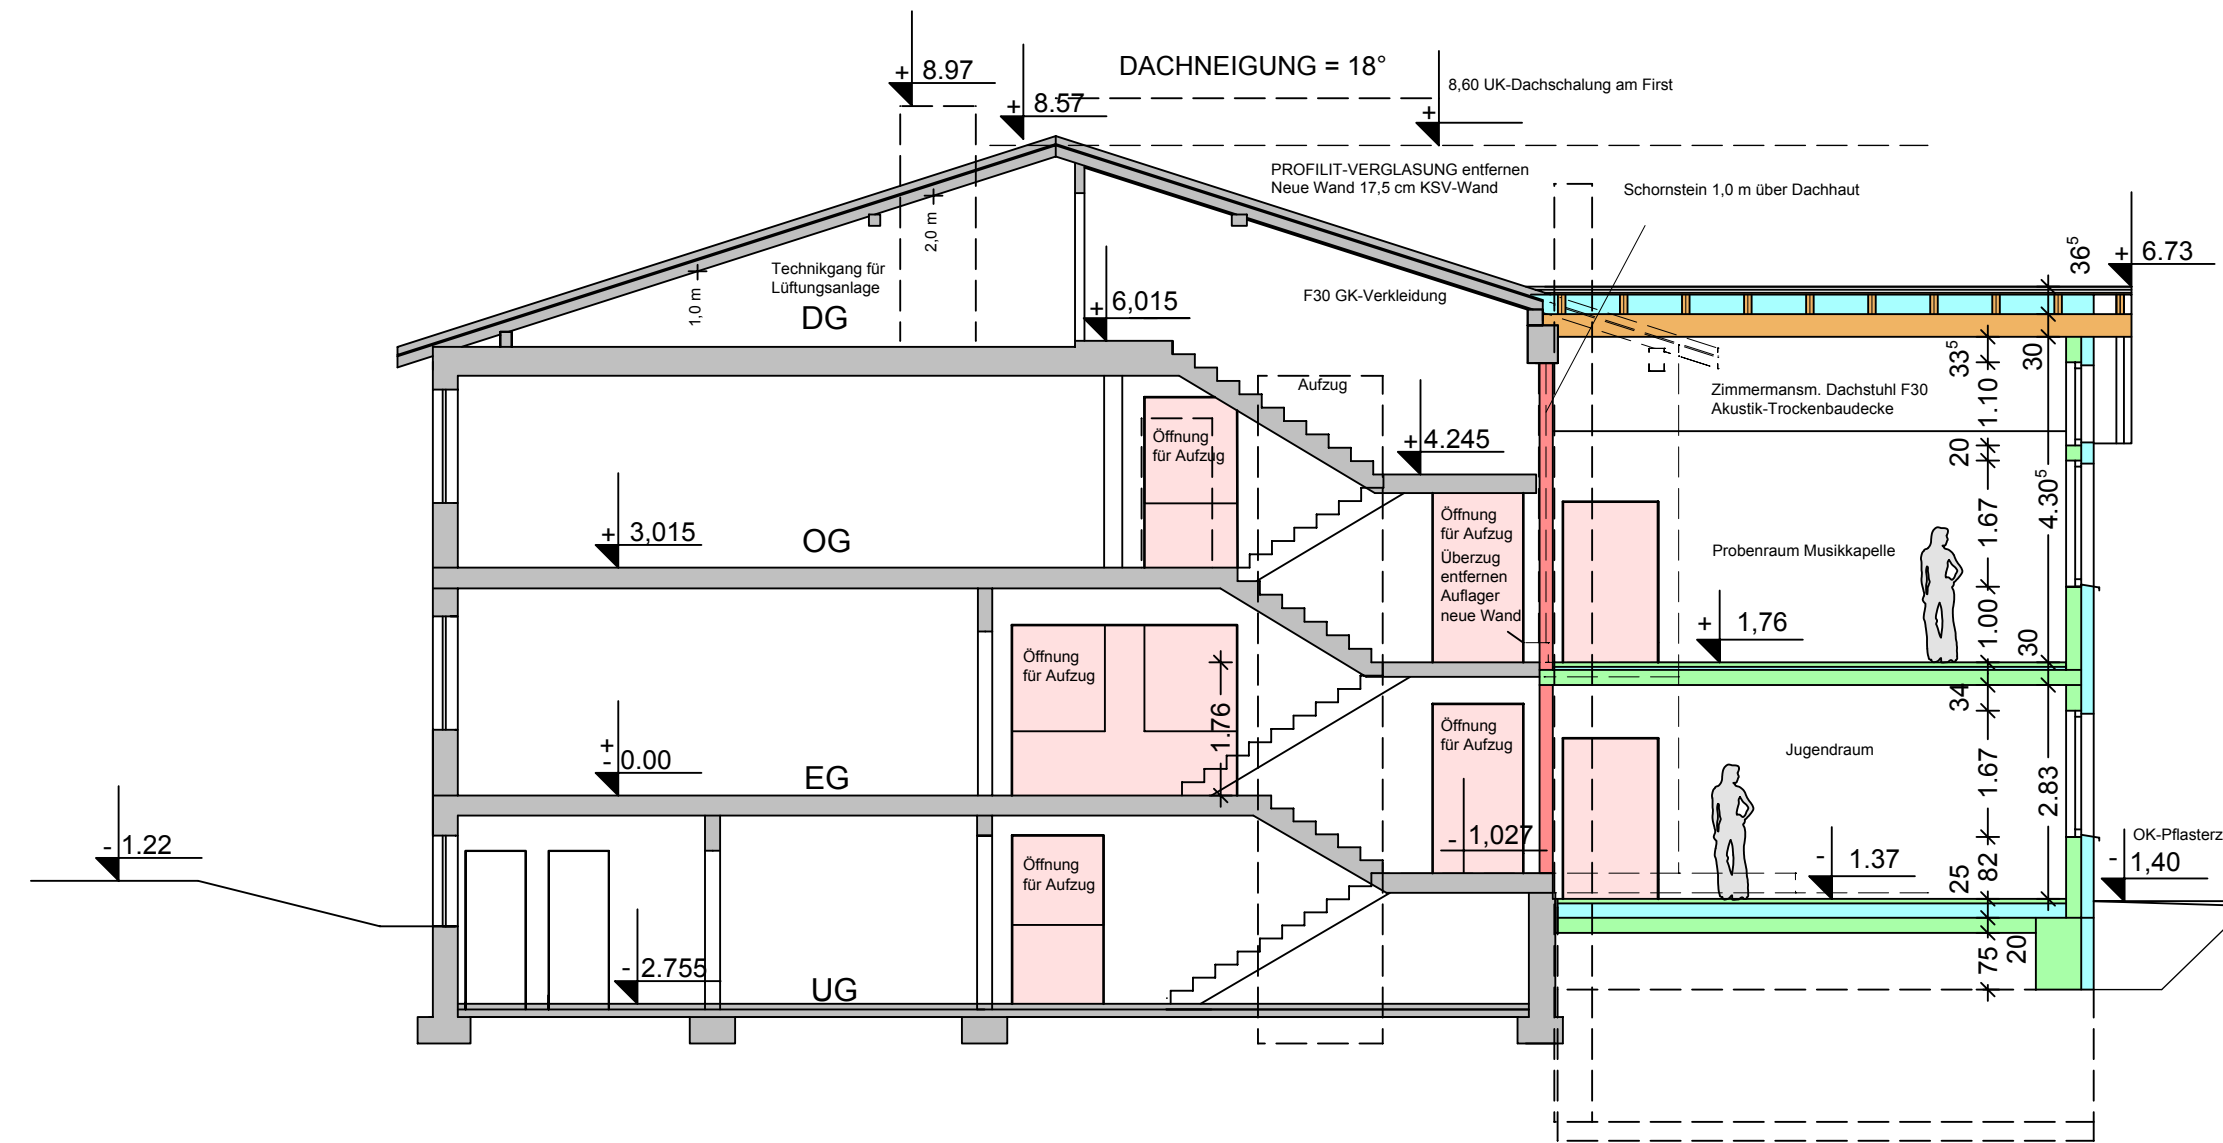 + 8.97
DACHNEIGUNG = 18°
8,60 UK-Dachschalung am First
+ 8.57
+
PROFILIT-VERGLASUNG entfernen
Neue Wand 17,5 cm KSV-Wand
Schornstein 1,0 m über Dachhaut
2,0 m
1,0 m
Technikgang für
Lüftungsanlage
DG
+ 6,015
F30 GK-Verkleidung
36⁵
+ 6.73
33⁵
30
Aufzug
Zimmermansm. Dachstuhl F30
Akustik-Trockenbaudecke
1.10
Öffnung
für Aufzug
+ 4.245
20
4.30⁵
+ 3,015
OG
Öffnung
für Aufzug
Überzug
entfernen
Auflager
neue Wand
1.67
Probenraum Musikkapelle
+ 1,76
1.00
30
Öffnung
für Aufzug
1.76
34
Öffnung
für Aufzug
Jugendraum
+
- 0.00
EG
1.67
2.83
- 1.22
- 1,027
OK-Pflasterz
- 1,40
- 1.37
25
82
Öffnung
für Aufzug
- 2.755
UG
75
20